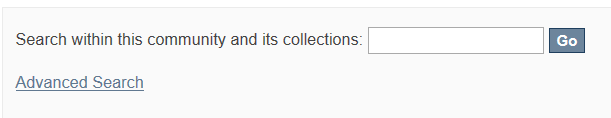 Search within this community and its collections: Go
Advanced Search